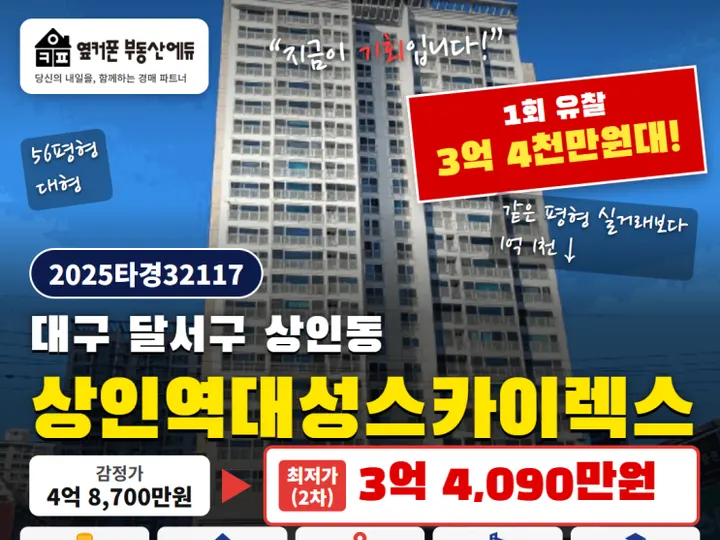 옆커폰 부동산에듀
당신의 내일을, 함께하는 경매 파트너
“지금이 기회입니다!”
1회 유찰
3억 4천만원대!
56평형
대형
같은 평형 실거래보다
1억 1천↓
2025타경32117
대구 달서구 상인동
상인역대성스카이렉스
감정가
4억 8,700만원
최저가
(2차)
3억 4,090만원